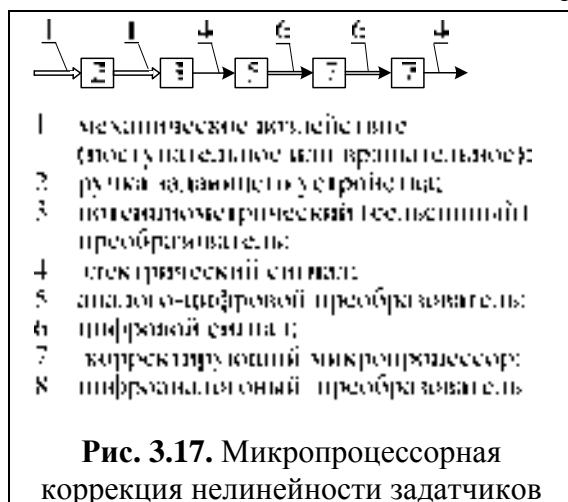 1 1 4 6 6 4
2 3 5 7 7
1 механическое воздействие
(поступательное или вращательное);
2 ручка задающего устройства;
3 потенциометрический (сельсинный)
преобразователь;
4 электрический сигнал;
5 аналого-цифровой преобразователь;
6 цифровой сигнал;
7 корректирующий микропроцессор;
8 цифроаналоговый преобразователь
Рис. 3.17. Микропроцессорная
коррекция нелинейности задатчиков